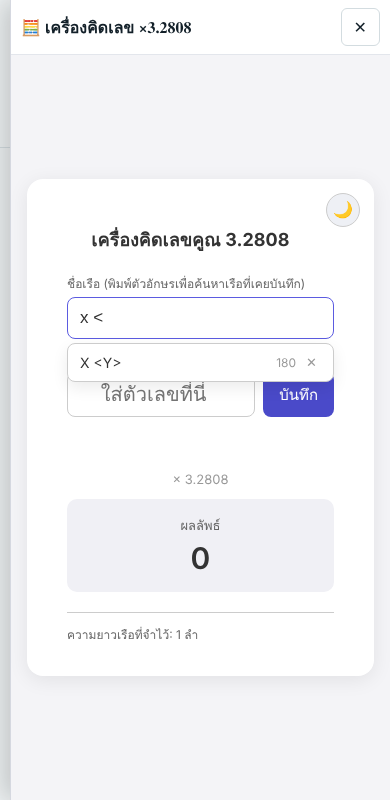 🧮 เครื่องคิดเลข ×3.2808
✕
🌙
เครื่องคิดเลขคูณ 3.2808
ชื่อเรือ (พิมพ์ตัวอักษรเพื่อค้นหาเรือที่เคยบันทึก)
x <
X <Y> 180 ✕
ใส่ตัวเลขที่นี่ บันทึก
× 3.2808
ผลลัพธ์
0
ความยาวเรือที่จำไว้: 1 ลำ